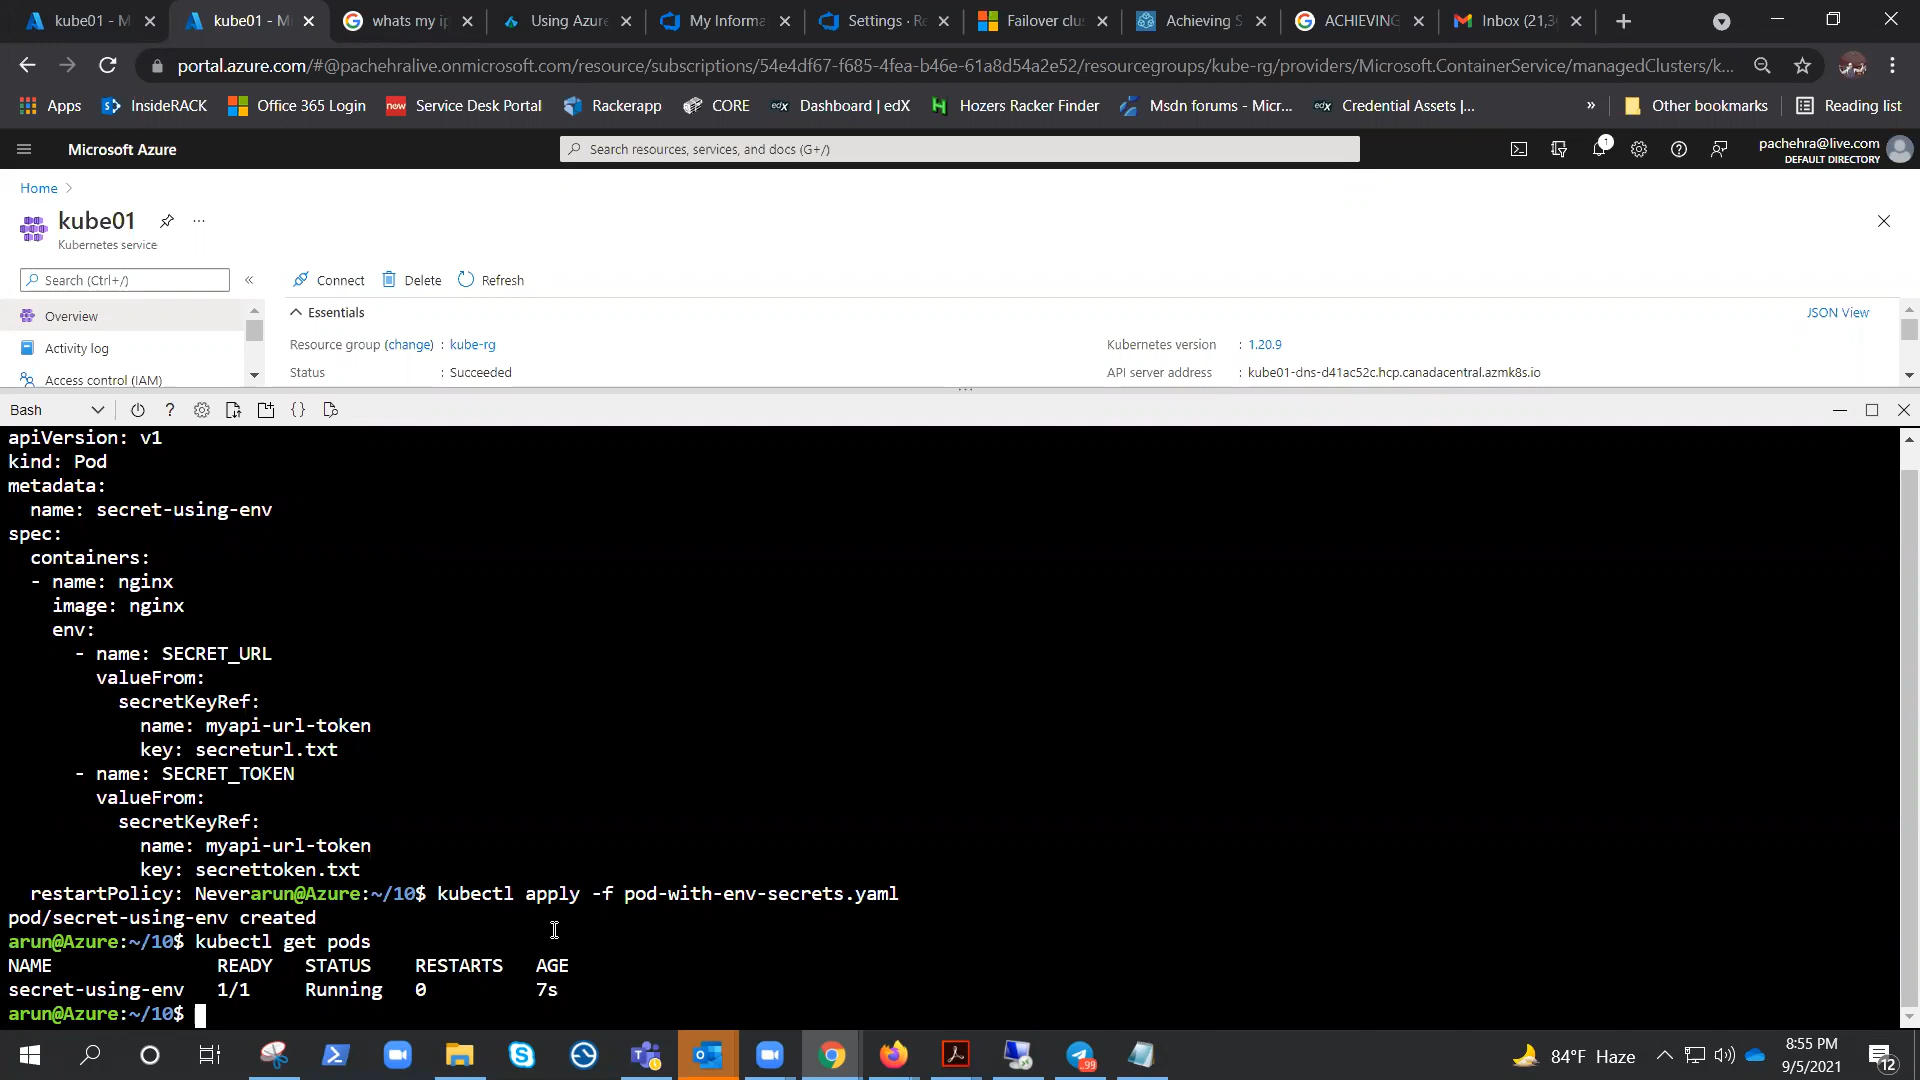 kube01 - M
kube01 - M
whats my ip
Using Azure
My Informa
Settings · Re
Failover clu
Achieving S
ACHIEVING
Inbox (21,3
portal.azure.com/#@pachehralive.onmicrosoft.com/resource/subscriptions/54e4df67-f685-4fea-b46e-61a8d54a2e52/resourcegroups/kube-rg/providers/Microsoft.ContainerService/managedClusters/k...
Apps
InsideRACK
Office 365 Login
new
Service Desk Portal
Rackerapp
CORE
edX
Dashboard | edX
Hozers Racker Finder
Msdn forums - Micr...
edX
Credential Assets |...
»
Other bookmarks
Reading list
Microsoft Azure
Search resources, services, and docs (G+/)
1
pachehra@live.com
DEFAULT DIRECTORY
Home >
kube01
...
Kubernetes service
Search (Ctrl+/)
«
Connect
Delete
Refresh
Overview
Essentials
JSON View
Activity log
Resource group (change) : kube-rg
Kubernetes version : 1.20.9
Access control (IAM)
Status : Succeeded
API server address : kube01-dns-d41ac52c.hcp.canadacentral.azmk8s.io
Bash
?
{}
apiVersion: v1
kind: Pod
metadata:
  name: secret-using-env
spec:
  containers:
  - name: nginx
    image: nginx
    env:
      - name: SECRET_URL
        valueFrom:
          secretKeyRef:
            name: myapi-url-token
            key: secreturl.txt
      - name: SECRET_TOKEN
        valueFrom:
          secretKeyRef:
            name: myapi-url-token
            key: secrettoken.txt
  restartPolicy: Neverarun@Azure:~/10$ kubectl apply -f pod-with-env-secrets.yaml
pod/secret-using-env created
arun@Azure:~/10$ kubectl get pods
NAME               READY   STATUS    RESTARTS   AGE
secret-using-env   1/1     Running   0          7s
arun@Azure:~/10$
99
84°F Haze
8:55 PM
9/5/2021
12